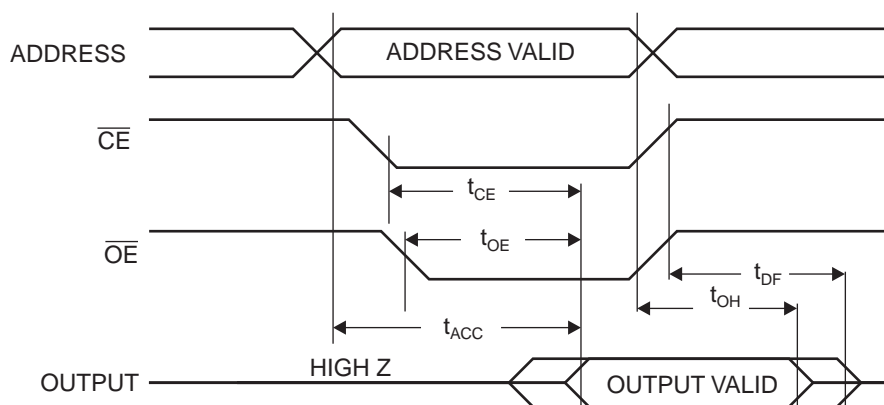 ADDRESS
ADDRESS VALID
CE
tCE
OE
tOE
tDF
tOH
tACC
HIGH Z
OUTPUT
OUTPUT VALID